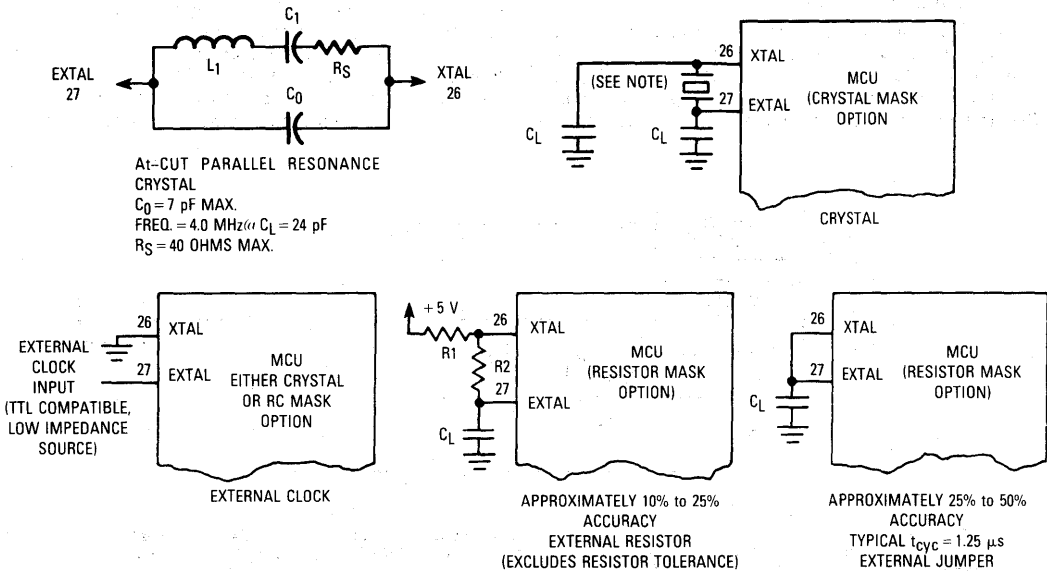 C1
L1
RS
EXTAL
27
XTAL
26
C0
At-CUT PARALLEL RESONANCE
CRYSTAL
C0 = 7 pF MAX.
FREQ. = 4.0 MHz @ CL = 24 pF
RS = 40 OHMS MAX.
(SEE NOTE)
CL
CL
26
XTAL
27
EXTAL
MCU
(CRYSTAL MASK
OPTION
CRYSTAL
EXTERNAL
CLOCK
INPUT
(TTL COMPATIBLE,
LOW IMPEDANCE
SOURCE)
26
XTAL
27
EXTAL
MCU
EITHER CRYSTAL
OR RC MASK
OPTION
EXTERNAL CLOCK
+5 V
R1
R2
26
XTAL
27
EXTAL
CL
MCU
(RESISTOR MASK
OPTION)
APPROXIMATELY 10% to 25%
ACCURACY
EXTERNAL RESISTOR
(EXCLUDES RESISTOR TOLERANCE)
26
XTAL
27
EXTAL
CL
MCU
(RESISTOR MASK
OPTION)
APPROXIMATELY 25% to 50%
ACCURACY
TYPICAL tcyc = 1.25 µs
EXTERNAL JUMPER